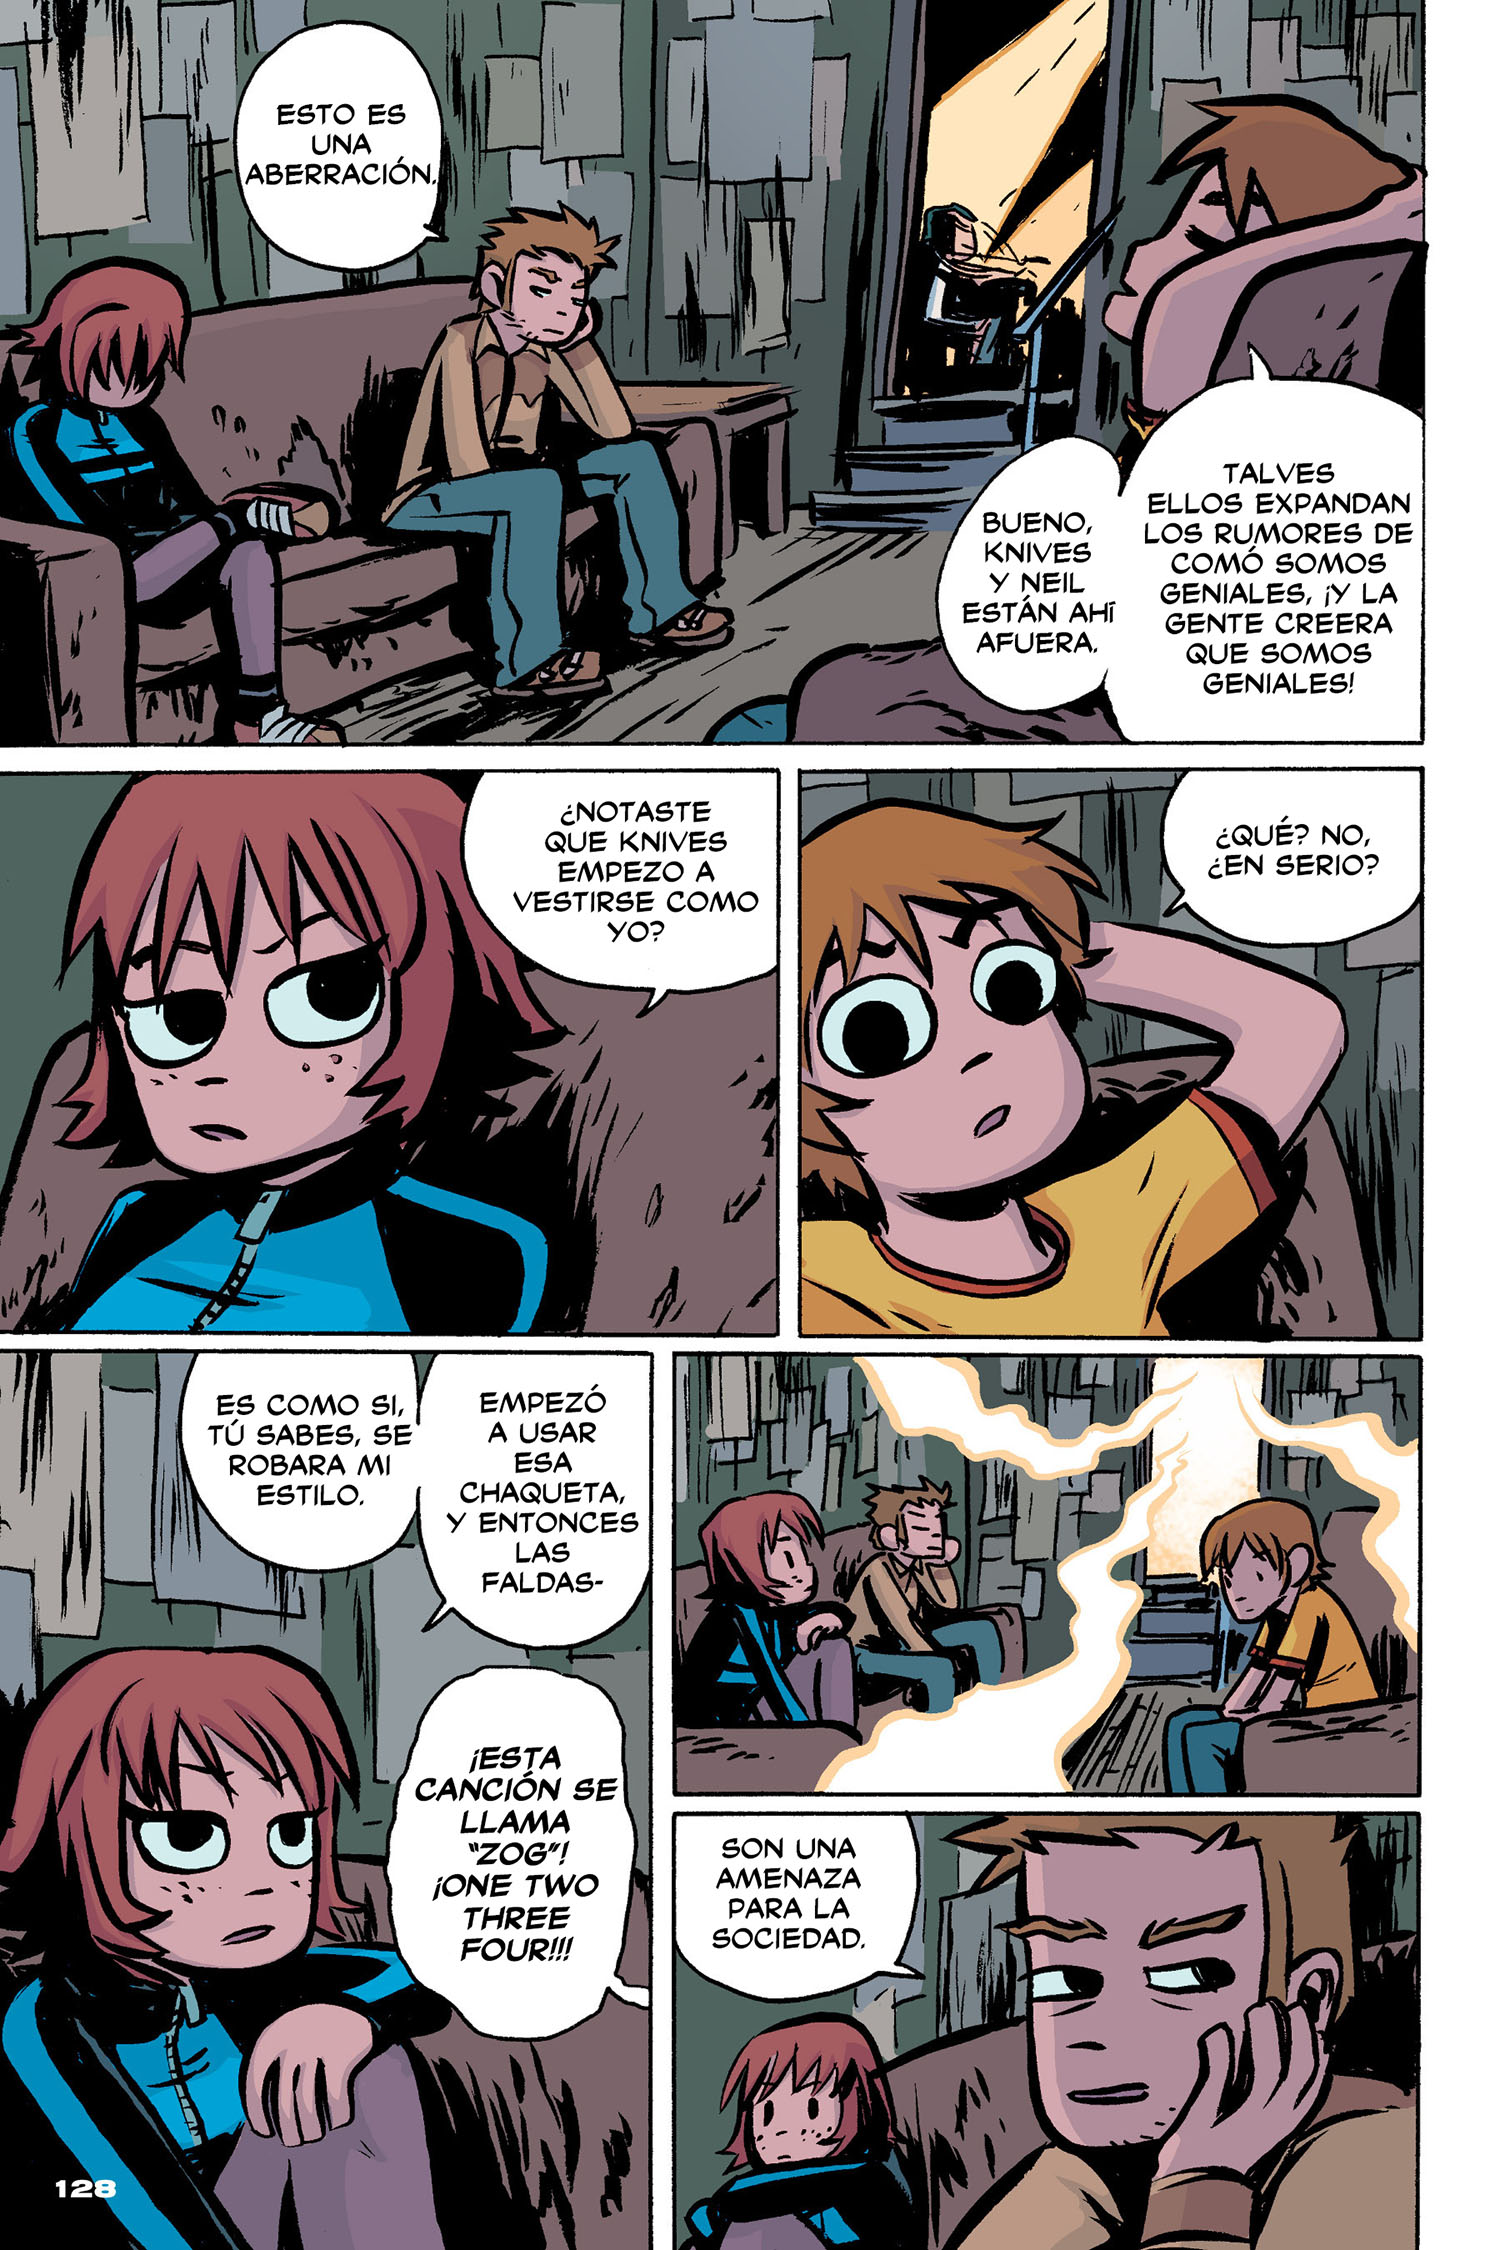 ESTO ES
UNA
ABERRACIÓN.
BUENO,
KNIVES
Y NEIL
ESTÁN AHÍ
AFUERA.
TALVES
ELLOS EXPANDAN
LOS RUMORES DE
COMÓ SOMOS
GENIALES, ¡Y LA
GENTE CREERA
QUE SOMOS
GENIALES!
¿NOTASTE
QUE KNIVES
EMPEZO A
VESTIRSE COMO
YO?
¿QUÉ? NO,
¿EN SERIO?
ES COMO SI,
TÚ SABES, SE
ROBARA MI
ESTILO.
EMPEZÓ
A USAR
ESA
CHAQUETA,
Y ENTONCES
LAS
FALDAS-
¡ESTA
CANCIÓN SE
LLAMA
"ZOG"!
¡ONE TWO
THREE
FOUR!!!
SON UNA
AMENAZA
PARA LA
SOCIEDAD.
128